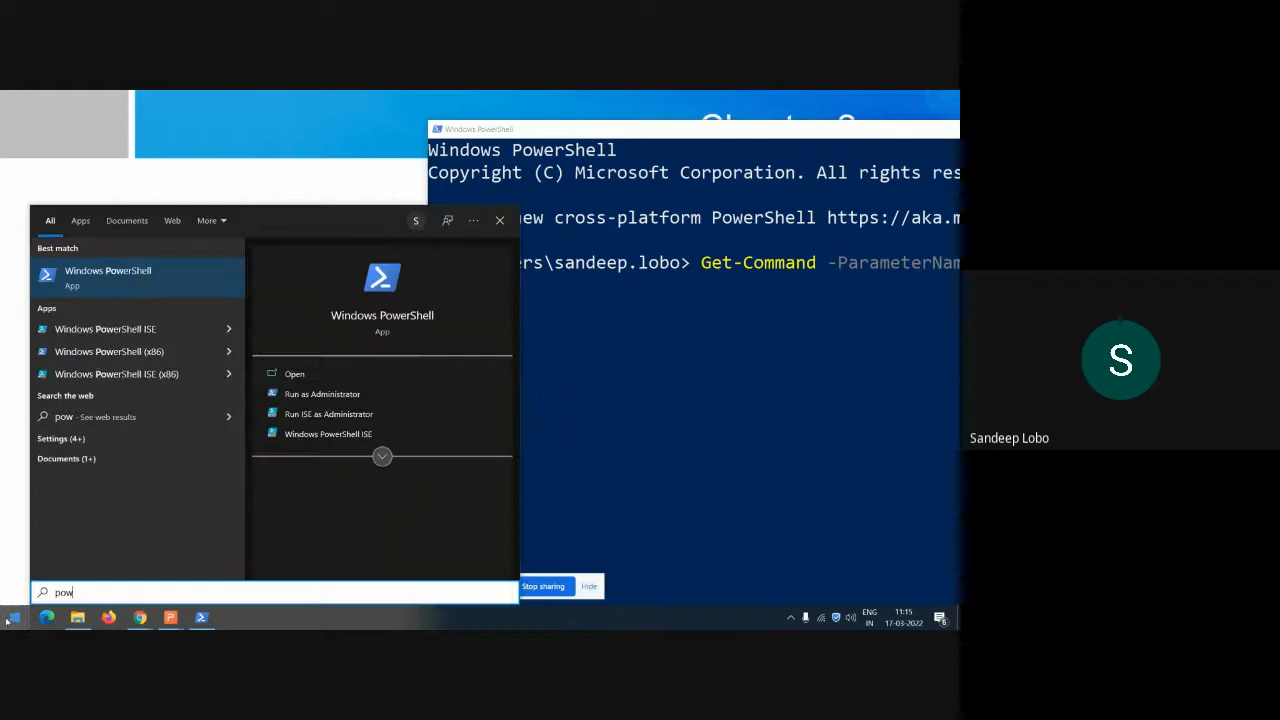 Windows PowerShell
Windows PowerShell
Copyright (C) Microsoft Corporation. All rights res
ew cross-platform PowerShell https://aka.m
rs\sandeep.lobo> Get-Command -ParameterNam
All Apps Documents Web More S
Best match
Windows PowerShell
App
Apps
Windows PowerShell ISE
Windows PowerShell (x86)
Windows PowerShell ISE (x86)
Search the web
pow - See web results
Settings (4+)
Documents (1+)
Windows PowerShell
App
Open
Run as Administrator
Run ISE as Administrator
Windows PowerShell ISE
pow
Stop sharing Hide
ENG
IN
11:15
17-03-2022
6
S
Sandeep Lobo